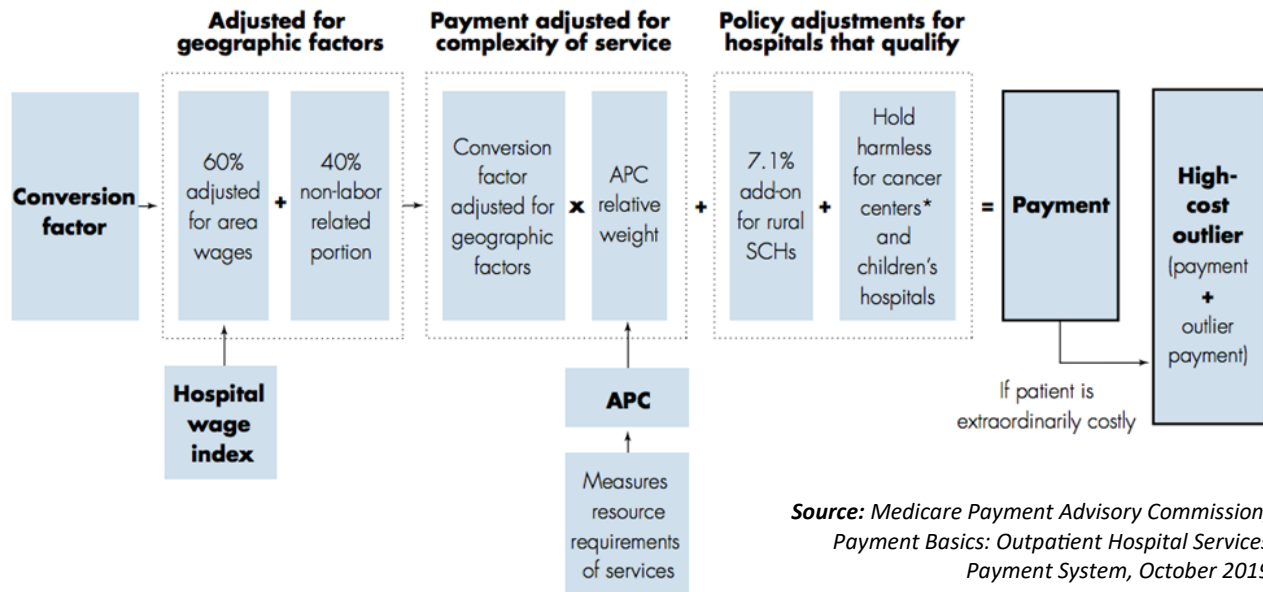 Adjusted for
geographic factors
Payment adjusted for
complexity of service
Policy adjustments for
hospitals that qualify
Conversion
factor
60%
adjusted
for area
wages
+
40%
non-labor
related
portion
Conversion
factor
adjusted for
geographic
factors
x
APC
relative
weight
+
7.1%
add-on
for rural
SCHs
+
Hold
harmless
for cancer
centers*
and
children's
hospitals
=
Payment
High-
cost
outlier
(payment
+
outlier
payment)
Hospital
wage
index
APC
Measures
resource
requirements
of services
If patient is
extraordinarily costly
Source: Medicare Payment Advisory Commission
Payment Basics: Outpatient Hospital Services
Payment System, October 2019